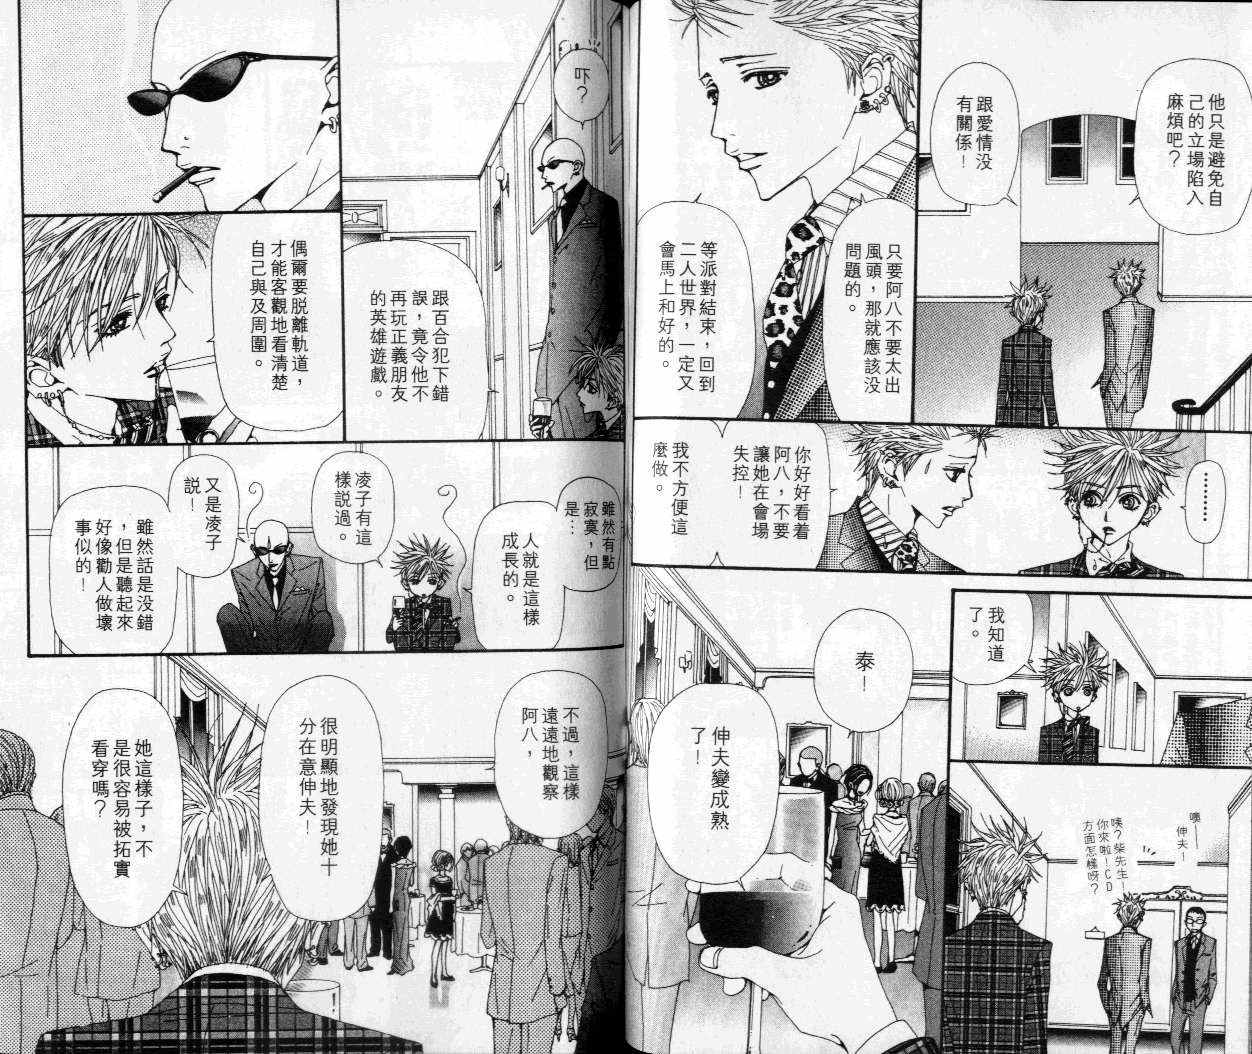 他只是避免自
己的立場陷入
麻煩吧？
跟愛情没
有關係！
只要阿八不要太出
風頭，那就應該没
問題的。
等派對結束，回到
二人世界，一定又
會馬上和好的。
………
你好好看着
阿八，不要
讓她在會場
失控！
我不方便這
麼做。
我知道
了。
咦──
伸夫！
咦？柴先生！
你來啦！CD
方面怎樣呀？
泰！
伸夫變成熟
了！
吓？
跟百合犯下錯
誤，竟令他不
再玩正義朋友
的英雄遊戲。
偶爾要脱離軌道，
才能客觀地看清楚
自己與及周圍。
雖然有點
寂寞，但
是…
人就是這樣
成長的。
凌子有這
樣説過。
又是凌子
説！
雖然話是没錯
，但是聽起來
好像勸人做壞
事似的！
不過，這樣
遠遠地觀察
阿八，
很明顯地發現她十
分在意伸夫！
她這樣子，不
是很容易被拓實
看穿嗎？